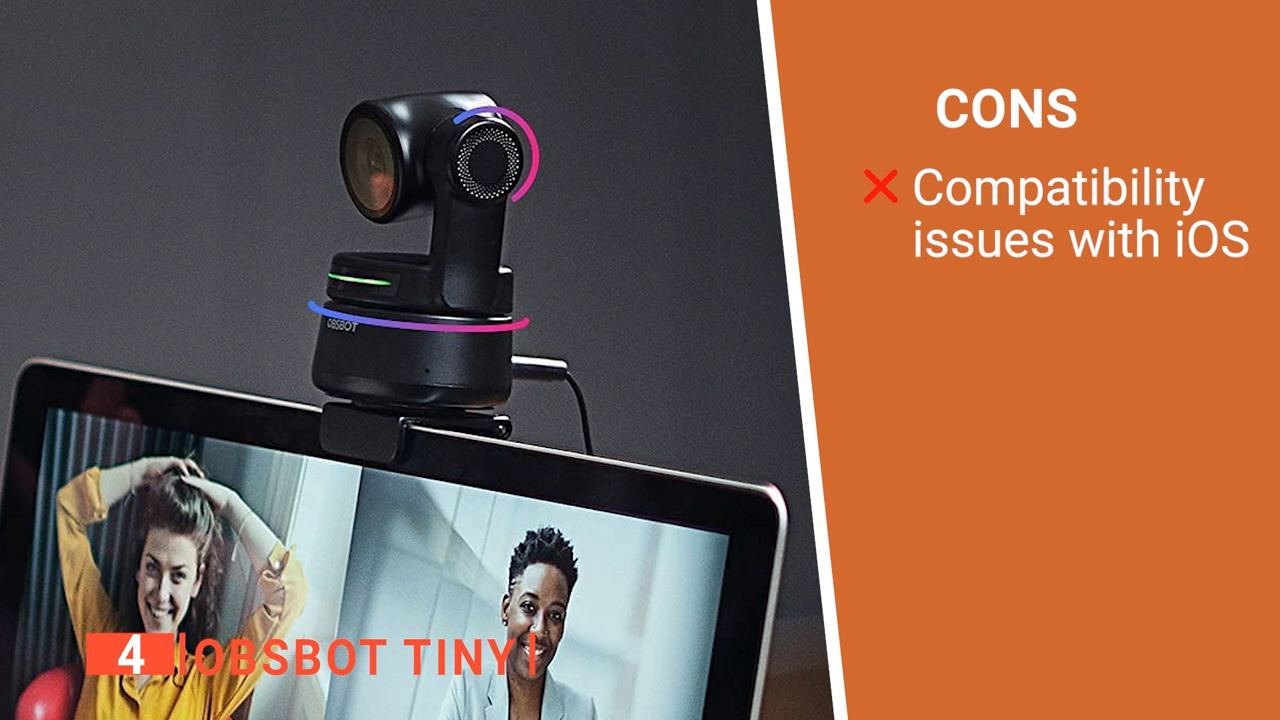 CONS
Compatibility
issues with iOS
OBSBOT
4
OBSBOT TINY